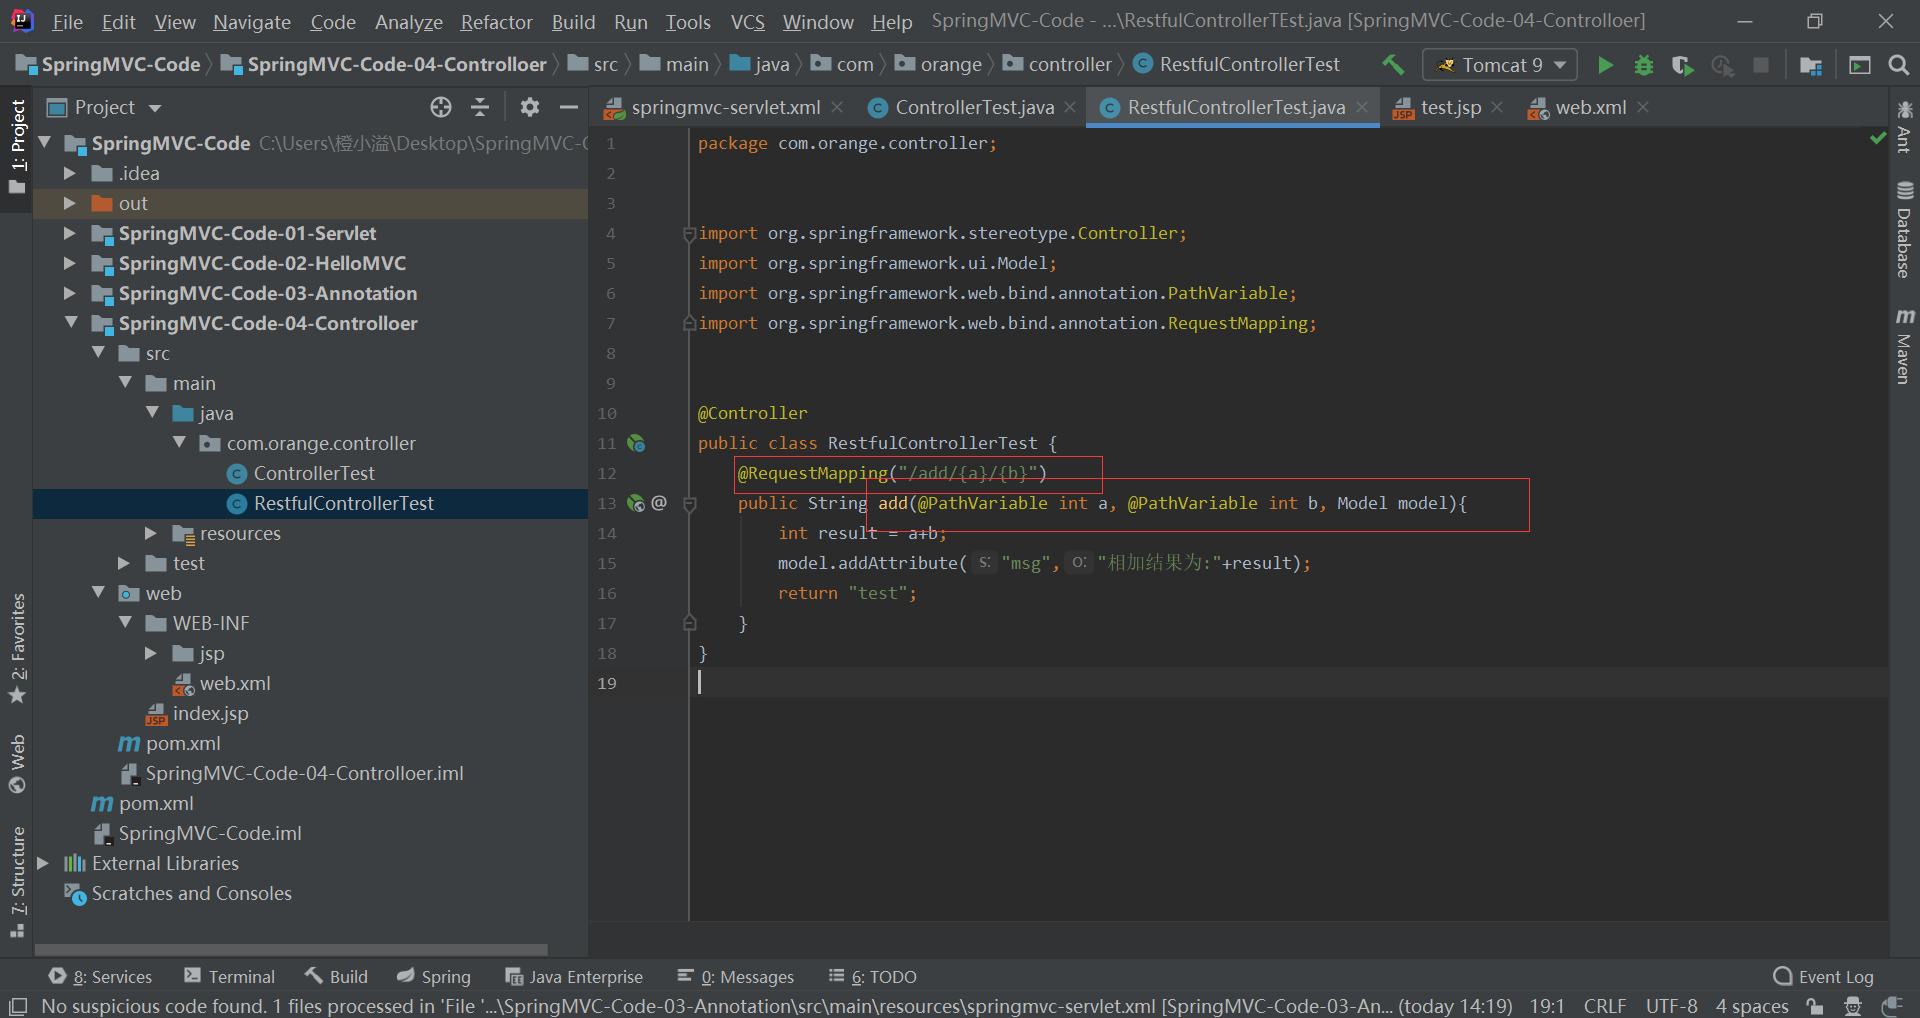 File Edit View Navigate Code Analyze Refactor Build Run Tools VCS Window Help SpringMVC-Code - ...\RestfulControllerTEst.java [SpringMVC-Code-04-Controlloer]
SpringMVC-Code SpringMVC-Code-04-Controlloer src main java com orange controller RestfulControllerTest Tomcat 9
Project
springmvc-servlet.xml ControllerTest.java RestfulControllerTest.java test.jsp web.xml
1: Project
2: Favorites
Web
7: Structure
SpringMVC-Code C:\Users\橙小溢\Desktop\SpringMVC-C
.idea
out
SpringMVC-Code-01-Servlet
SpringMVC-Code-02-HelloMVC
SpringMVC-Code-03-Annotation
SpringMVC-Code-04-Controlloer
src
main
java
com.orange.controller
ControllerTest
RestfulControllerTest
resources
test
web
WEB-INF
jsp
web.xml
index.jsp
pom.xml
SpringMVC-Code-04-Controlloer.iml
pom.xml
SpringMVC-Code.iml
External Libraries
Scratches and Consoles
1 package com.orange.controller;
2
3
4 import org.springframework.stereotype.Controller;
5 import org.springframework.ui.Model;
6 import org.springframework.web.bind.annotation.PathVariable;
7 import org.springframework.web.bind.annotation.RequestMapping;
8
9
10 @Controller
11 public class RestfulControllerTest {
12 @RequestMapping("/add/{a}/{b}")
13 @ public String add(@PathVariable int a, @PathVariable int b, Model model){
14 int result = a+b;
15 model.addAttribute( s: "msg", o: "相加结果为:"+result);
16 return "test";
17 }
18 }
19
Ant
Database
Maven
8: Services Terminal Build Spring Java Enterprise 0: Messages 6: TODO Event Log
No suspicious code found. 1 files processed in 'File '...\SpringMVC-Code-03-Annotation\src\main\resources\springmvc-servlet.xml [SpringMVC-Code-03-An... (today 14:19) 19:1 CRLF UTF-8 4 spaces